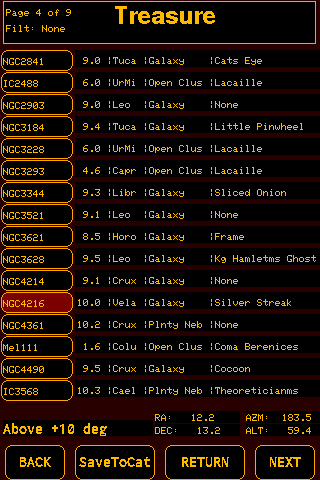 Page 4 of 9
Filt: None
Treasure
NGC2841 9.0 |Tuca |Galaxy |Cats Eye
IC2488 6.0 |UrMi |Open Clus |Lacaille
NGC2903 9.0 |Leo |Galaxy |None
NGC3184 9.4 |Tuca |Galaxy |Little Pinwheel
NGC3228 6.0 |UrMi |Open Clus |Lacaille
NGC3293 4.6 |Capr |Open Clus |Lacaille
NGC3344 9.3 |Libr |Galaxy |Sliced Onion
NGC3521 9.1 |Leo |Galaxy |None
NGC3621 8.5 |Horo |Galaxy |Frame
NGC3628 9.5 |Leo |Galaxy |Kg Hamletms Ghost
NGC4214 9.1 |Crux |Galaxy |None
NGC4216 10.0 |Vela |Galaxy |Silver Streak
NGC4361 10.2 |Crux |Plnty Neb |None
Mel111 1.6 |Colu |Open Clus |Coma Berenices
NGC4490 9.5 |Crux |Galaxy |Cocoon
IC3568 10.3 |Cael |Plnty Neb |Theoreticianms
Above +10 deg
RA: 12.2 AZM: 183.5
DEC: 13.2 ALT: 59.4
BACK SaveToCat RETURN NEXT